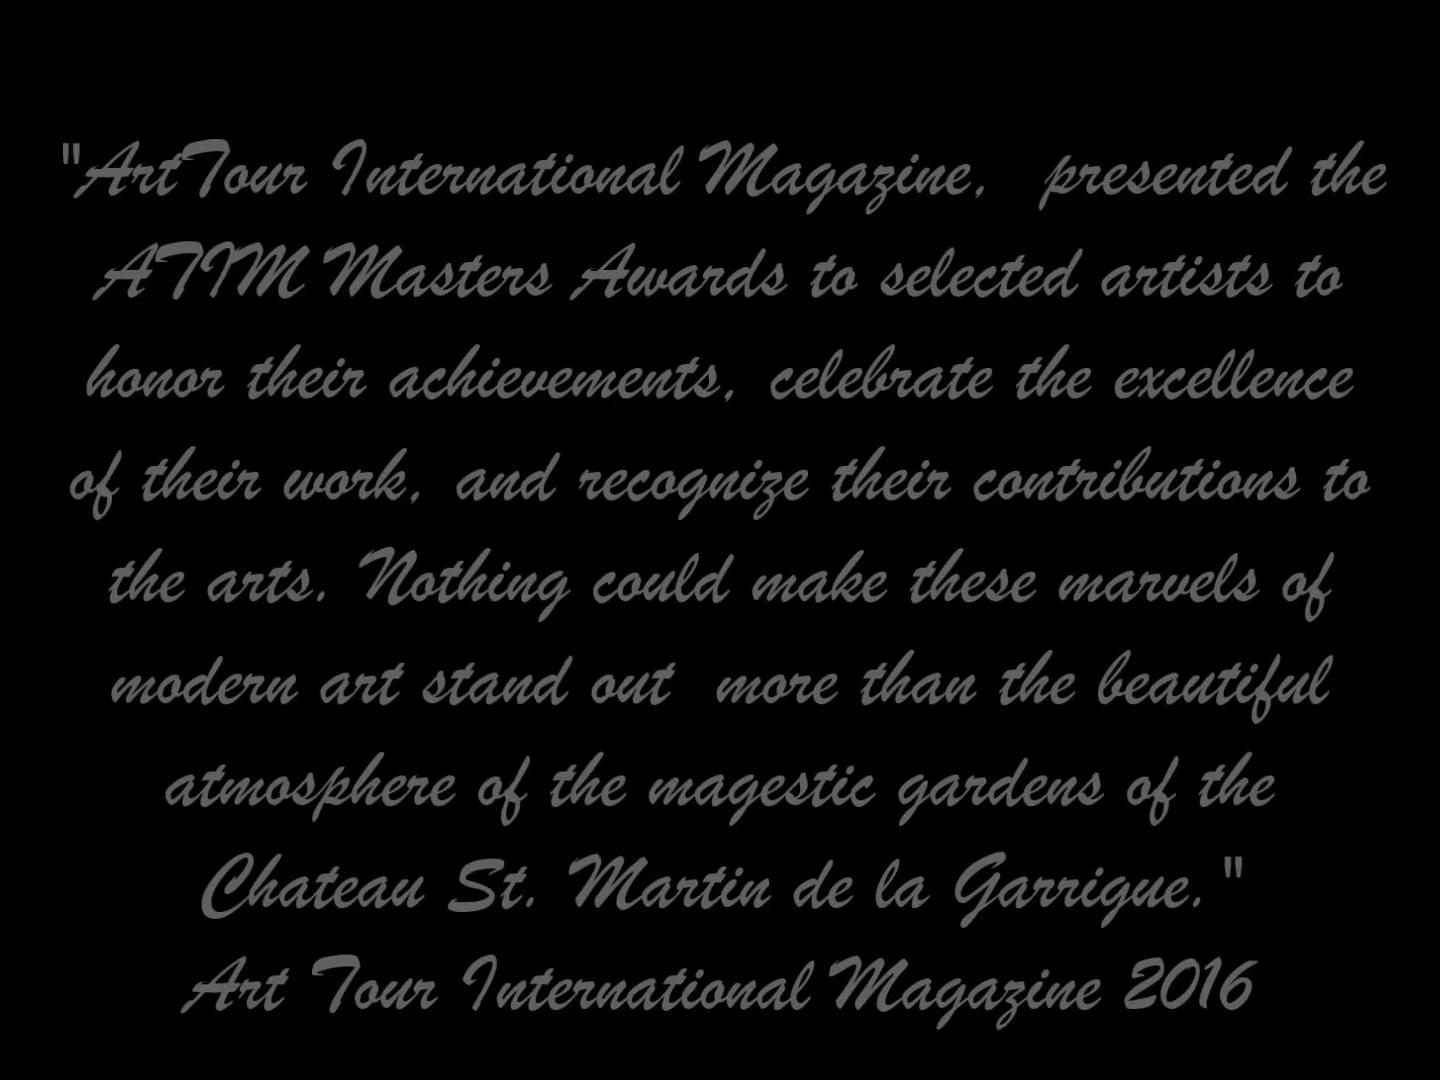 "ArtTour International Magazine, presented the
ATIM Masters Awards to selected artists to
honor their achievements, celebrate the excellence
of their work, and recognize their contributions to
the arts. Nothing could make these marvels of
modern art stand out more than the beautiful
atmosphere of the magestic gardens of the
Chateau St. Martin de la Garrigue."
Art Tour International Magazine 2016